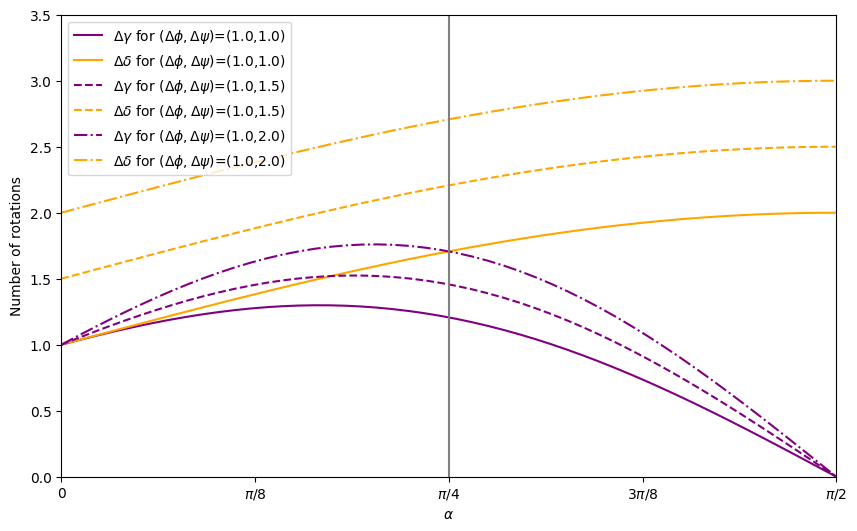 3.5
3.0
2.5
2.0
1.5
1.0
0.5
0.0
Number of rotations
Δγ for (Δϕ, Δψ)=(1.0,1.0)
Δδ for (Δϕ, Δψ)=(1.0,1.0)
Δγ for (Δϕ, Δψ)=(1.0,1.5)
Δδ for (Δϕ, Δψ)=(1.0,1.5)
Δγ for (Δϕ, Δψ)=(1.0,2.0)
Δδ for (Δϕ, Δψ)=(1.0,2.0)
0 π/8 π/4 3π/8 π/2
α